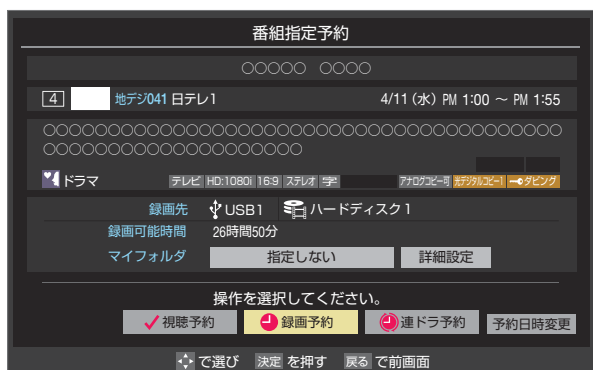 番組指定予約
○○○○○ ○○○○
4 地デジ041 日テレ1 4/11 (水) PM 1:00 ～ PM 1:55
○○○○○○○○○○○○○○○○○○○○○○○○○○○○○○○○○○○○○○○○
○○○○○○○○○○○○○○○○○○○○
ドラマ テレビ HD:1080i 16:9 ステレオ 字 アナログコピー可 光デジタルコピー1 ダビング
録画先 USB1 ハードディスク1
録画可能時間 26時間50分
マイフォルダ 指定しない 詳細設定
操作を選択してください。
視聴予約 録画予約 連ドラ予約 予約日時変更
で選び 決定 を押す 戻る で前画面